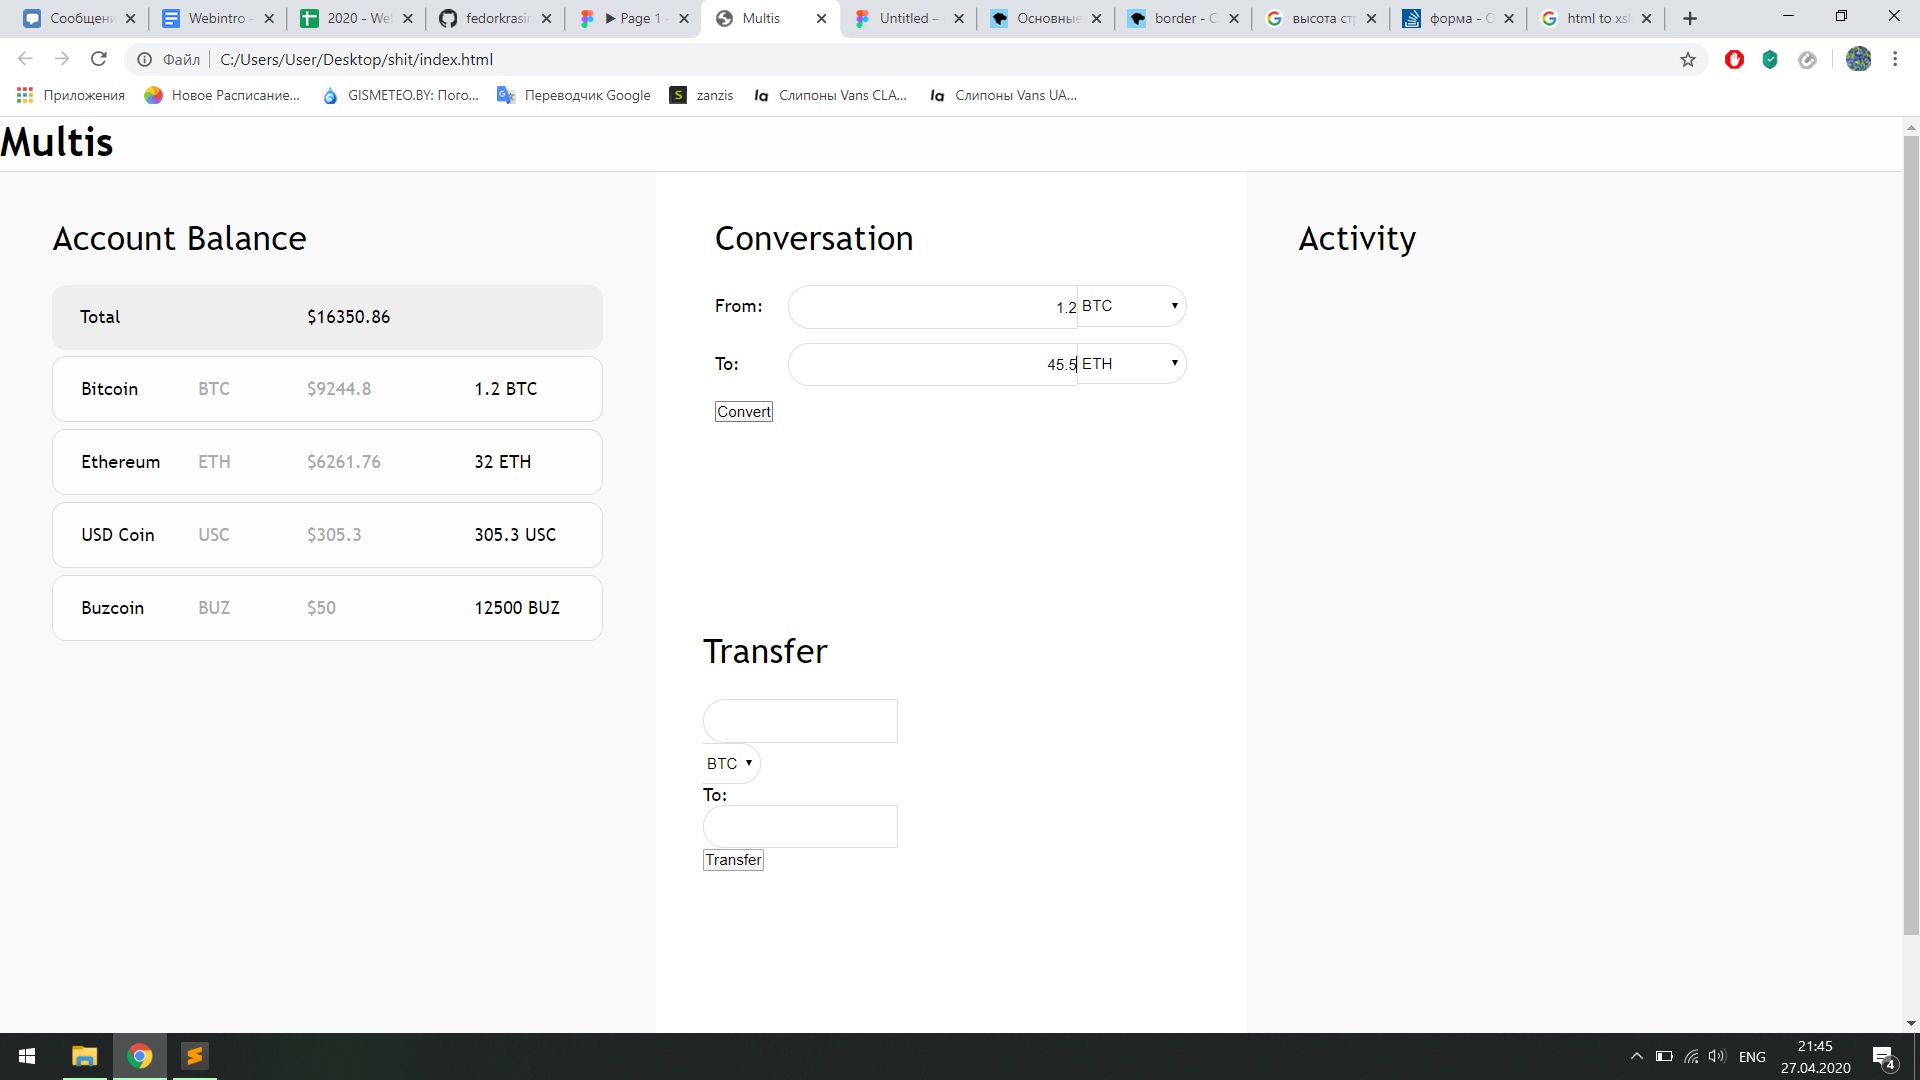 Сообщени
Webintro -
2020 - We
fedorkrasi
▶ Page 1 -
Multis
Untitled –
Основные
border - C
высота ст
форма - C
html to xs
Файл
C:/Users/User/Desktop/shit/index.html
Приложения
Новое Расписание...
GISMETEO.BY: Пого...
Переводчик Google
S
zanzis
la
Слипоны Vans CLA...
la
Слипоны Vans UA...
Multis
Account Balance
Total $16350.86
Bitcoin BTC $9244.8 1.2 BTC
Ethereum ETH $6261.76 32 ETH
USD Coin USC $305.3 305.3 USC
Buzcoin BUZ $50 12500 BUZ
Conversation
From: 1.2 BTC
To: 45.5 ETH
Convert
Transfer
BTC
To:
Transfer
Activity
ENG
21:45
27.04.2020
4